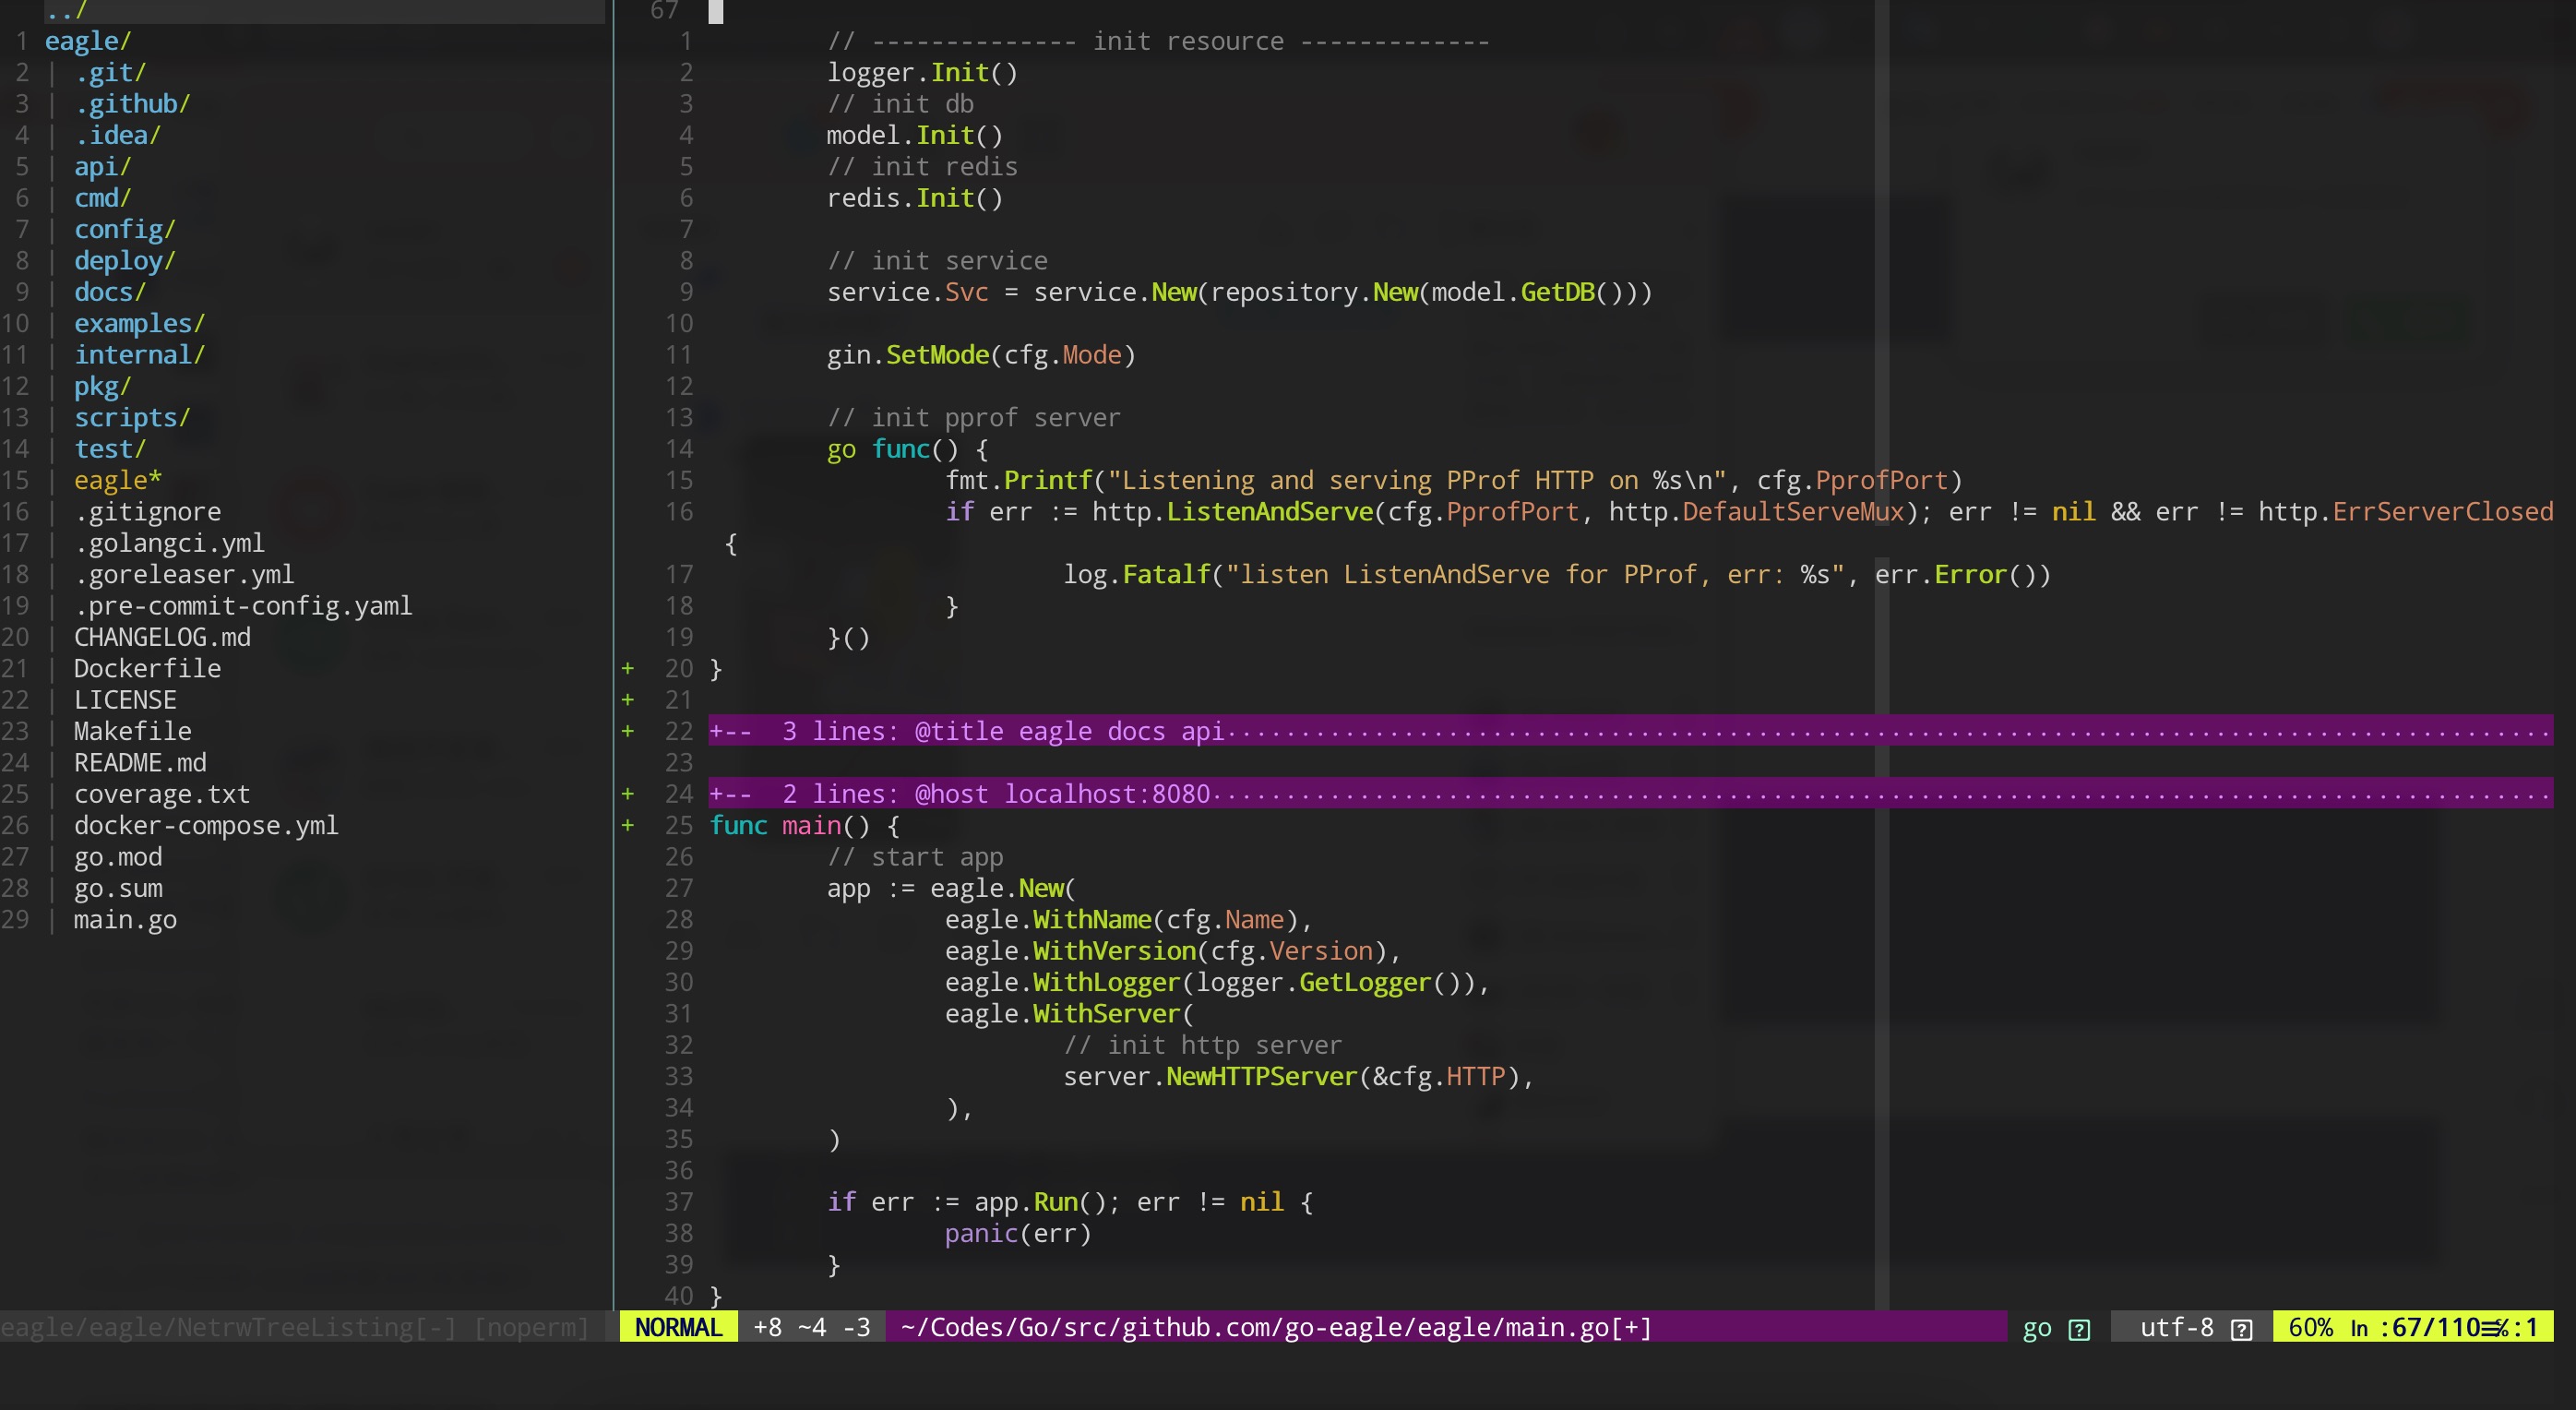 ../
1 eagle/
2 | .git/
3 | .github/
4 | .idea/
5 | api/
6 | cmd/
7 | config/
8 | deploy/
9 | docs/
10 | examples/
11 | internal/
12 | pkg/
13 | scripts/
14 | test/
15 | eagle*
16 | .gitignore
17 | .golangci.yml
18 | .goreleaser.yml
19 | .pre-commit-config.yaml
20 | CHANGELOG.md
21 | Dockerfile
22 | LICENSE
23 | Makefile
24 | README.md
25 | coverage.txt
26 | docker-compose.yml
27 | go.mod
28 | go.sum
29 | main.go
67
1         // -------------- init resource -------------
2         logger.Init()
3         // init db
4         model.Init()
5         // init redis
6         redis.Init()
7
8         // init service
9         service.Svc = service.New(repository.New(model.GetDB()))
10
11         gin.SetMode(cfg.Mode)
12
13         // init pprof server
14         go func() {
15                 fmt.Printf("Listening and serving PProf HTTP on %s\n", cfg.PprofPort)
16                 if err := http.ListenAndServe(cfg.PprofPort, http.DefaultServeMux); err != nil && err != http.ErrServerClosed
 {
17                         log.Fatalf("listen ListenAndServe for PProf, err: %s", err.Error())
18                 }
19         }()
+ 20 }
+ 21
+ 22 +--  3 lines: @title eagle docs api··························································································
23
+ 24 +--  2 lines: @host localhost:8080···························································································
+ 25 func main() {
26         // start app
27         app := eagle.New(
28                 eagle.WithName(cfg.Name),
29                 eagle.WithVersion(cfg.Version),
30                 eagle.WithLogger(logger.GetLogger()),
31                 eagle.WithServer(
32                         // init http server
33                         server.NewHTTPServer(&cfg.HTTP),
34                 ),
35         )
36
37         if err := app.Run(); err != nil {
38                 panic(err)
39         }
40 }
eagle/eagle/NetrwTreeListing[-] [noperm]
NORMAL +8 ~4 -3 ~/Codes/Go/src/github.com/go-eagle/eagle/main.go[+] go utf-8 60% ln :67/110≡℅:1